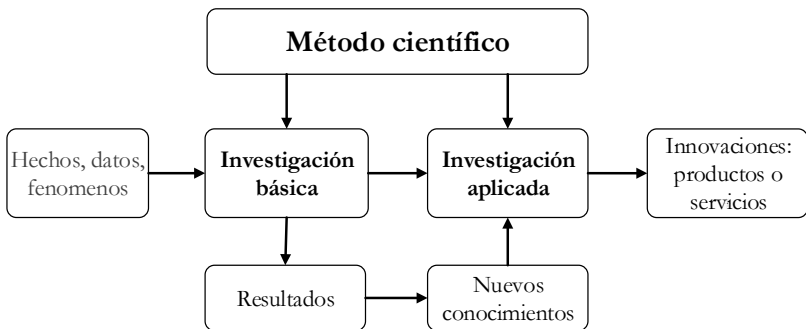 Método científico
Hechos, datos,
fenomenos
Investigación
básica
Investigación
aplicada
Innovaciones:
productos o
servicios
Resultados
Nuevos
conocimientos